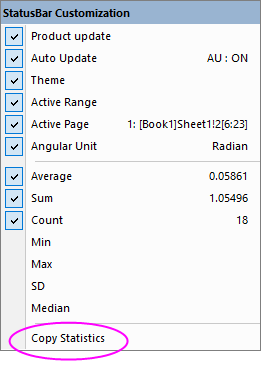 StatusBar Customization
Product update
Auto Update AU : ON
Theme
Active Range
Active Page 1: [Book1]Sheet1!2[6:23]
Angular Unit Radian
Average 0.05861
Sum 1.05496
Count 18
Min
Max
SD
Median
Copy Statistics